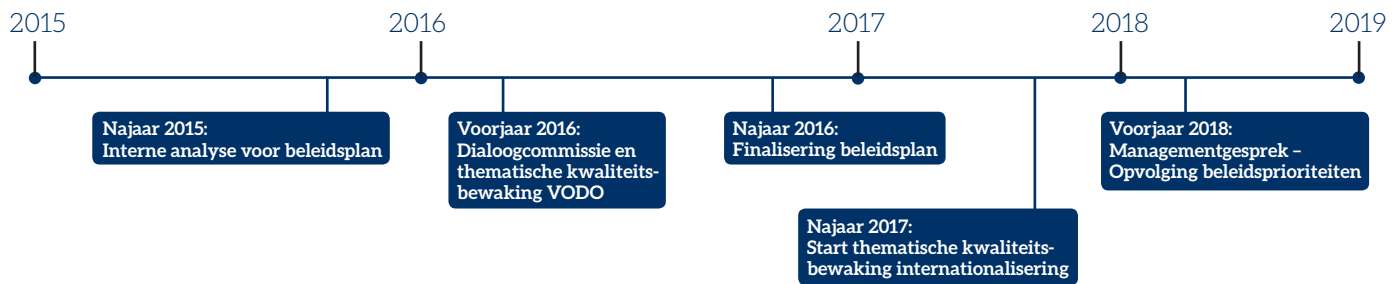 2015
2016
2017
2018
2019
Najaar 2015:
Interne analyse voor beleidsplan
Voorjaar 2016:
Dialoogcommissie en
thematische kwaliteits-
bewaking VODO
Najaar 2016:
Finalisering beleidsplan
Najaar 2017:
Start thematische kwaliteits-
bewaking internationalisering
Voorjaar 2018:
Managementgesprek –
Opvolging beleidsprioriteiten